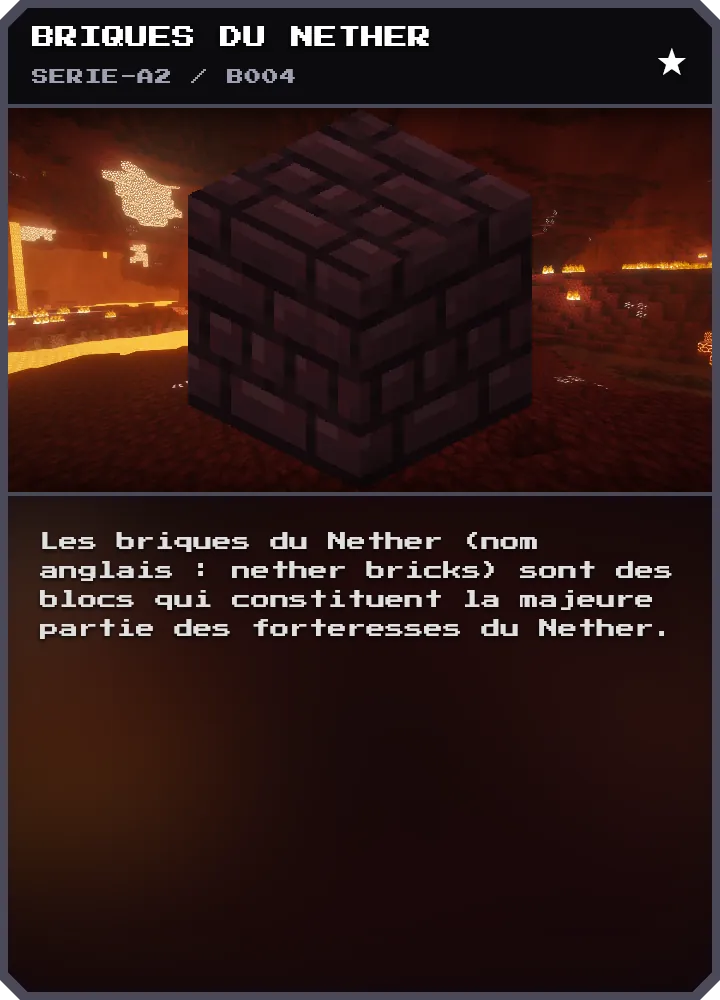 BRIQUES DU NETHER
SERIE-A2 / B004
Les briques du Nether (nom
anglais : nether bricks) sont des
blocs qui constituent la majeure
partie des forteresses du Nether.